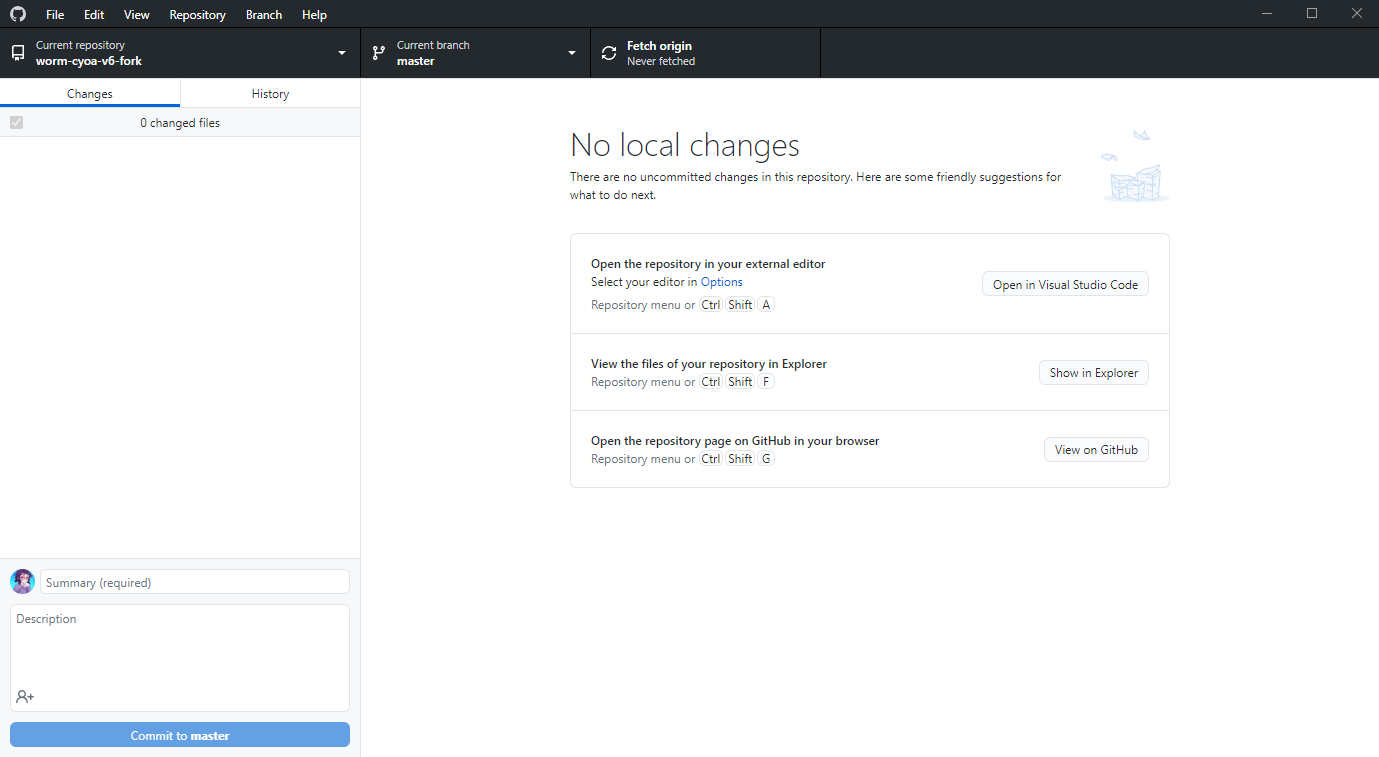 File Edit View Repository Branch Help
Current repository
worm-cyoa-v6-fork
Current branch
master
Fetch origin
Never fetched
Changes
History
0 changed files
No local changes
There are no uncommitted changes in this repository. Here are some friendly suggestions for
what to do next.
Open the repository in your external editor
Select your editor in Options
Repository menu or Ctrl Shift A
Open in Visual Studio Code
View the files of your repository in Explorer
Repository menu or Ctrl Shift F
Show in Explorer
Open the repository page on GitHub in your browser
Repository menu or Ctrl Shift G
View on GitHub
Summary (required)
Description
Commit to master